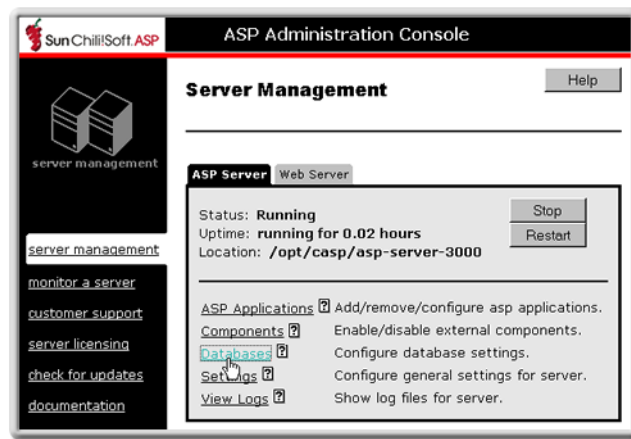 Sun Chili!Soft. ASP
ASP Administration Console
Server Management
Help
server management
ASP Server
Web Server
Status: Running
Stop
Uptime: running for 0.02 hours
Restart
Location: /opt/casp/asp-server-3000
server management
monitor a server
customer support
server licensing
check for updates
documentation
ASP Applications ? Add/remove/configure asp applications.
Components ? Enable/disable external components.
Databases ? Configure database settings.
Settings ? Configure general settings for server.
View Logs ? Show log files for server.